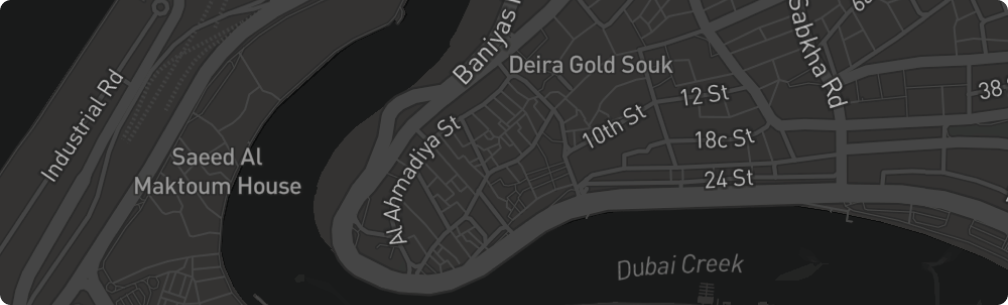 Industrial Rd
Saeed Al
Maktoum House
Baniyas
Deira Gold Souk
Sabkha Rd
12 St
38
10th St
18c St
Al Ahmadiya St
24 St
Dubai Creek